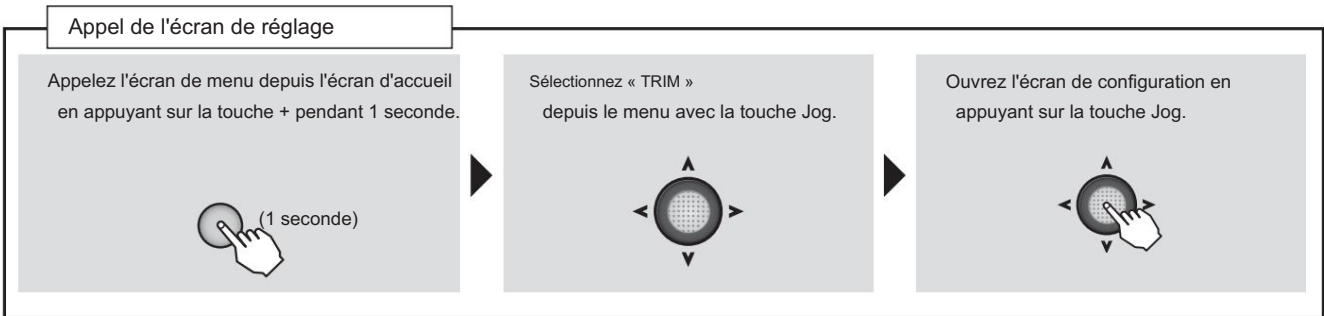 Appel de l'écran de réglage
Appelez l'écran de menu depuis l'écran d'accueil
en appuyant sur la touche + pendant 1 seconde.
(1 seconde)
Sélectionnez « TRIM »
depuis le menu avec la touche Jog.
Ouvrez l'écran de configuration en
appuyant sur la touche Jog.